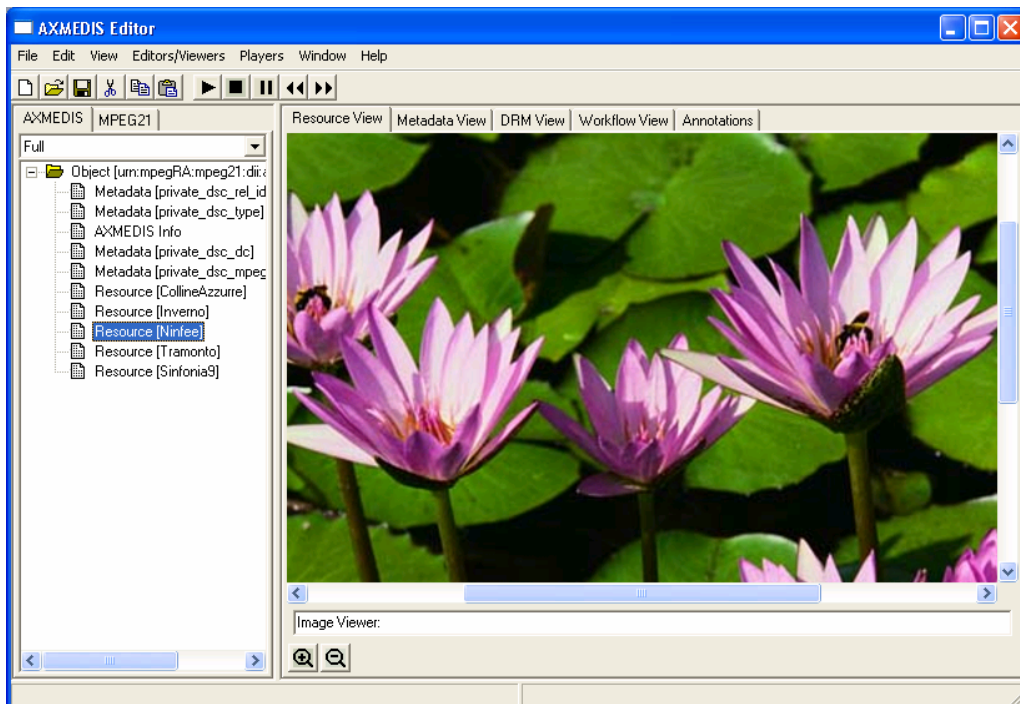 AXMEDIS Editor
File Edit View Editors/Viewers Players Window Help
AXMEDIS MPEG21
Full
Object [urn:mpegRA:mpeg21:dii:a
Metadata [private_dsc_rel_id
Metadata [private_dsc_type]
AXMEDIS Info
Metadata [private_dsc_dc]
Metadata [private_dsc_mpeg
Resource [CollineAzzurre]
Resource [Inverno]
Resource [Ninfee]
Resource [Tramonto]
Resource [Sinfonia9]
Resource View Metadata View DRM View Workflow View Annotations
Image Viewer: